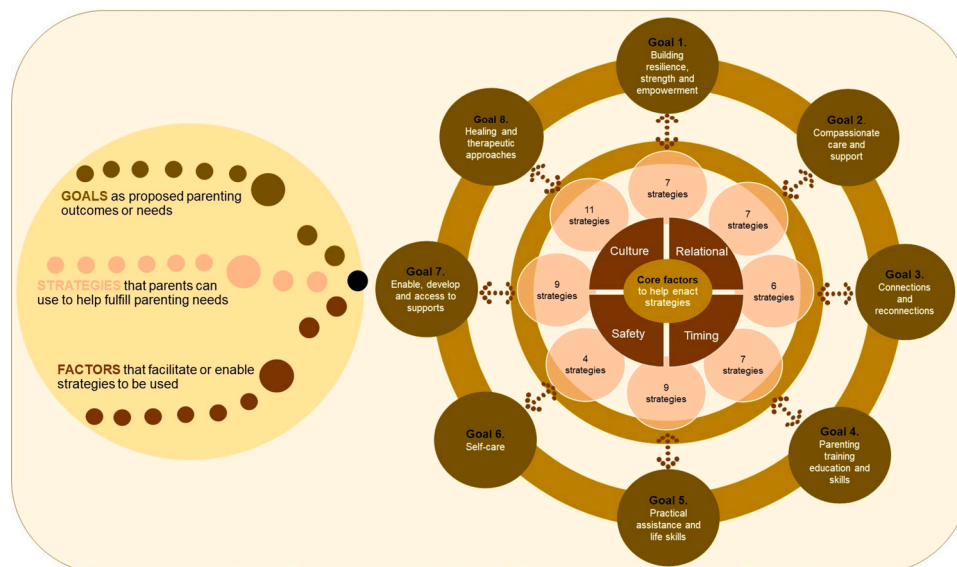 GOALS as proposed parenting
outcomes or needs
STRATEGIES that parents can
use to help fulfill parenting needs
FACTORS that facilitate or enable
strategies to be used
Goal 1.
Building
resilience,
strength and
empowerment
Goal 2.
Compassionate
care and
support
Goal 3.
Connections
and
reconnections
Goal 4.
Parenting
training
education and
skills
Goal 5.
Practical
assistance and
life skills
Goal 6.
Self-care
Goal 7.
Enable, develop
and access to
supports
Goal 8.
Healing and
therapeutic
approaches
7
strategies
7
strategies
6
strategies
7
strategies
9
strategies
4
strategies
9
strategies
11
strategies
Culture
Relational
Safety
Timing
Core factors
to help enact
strategies